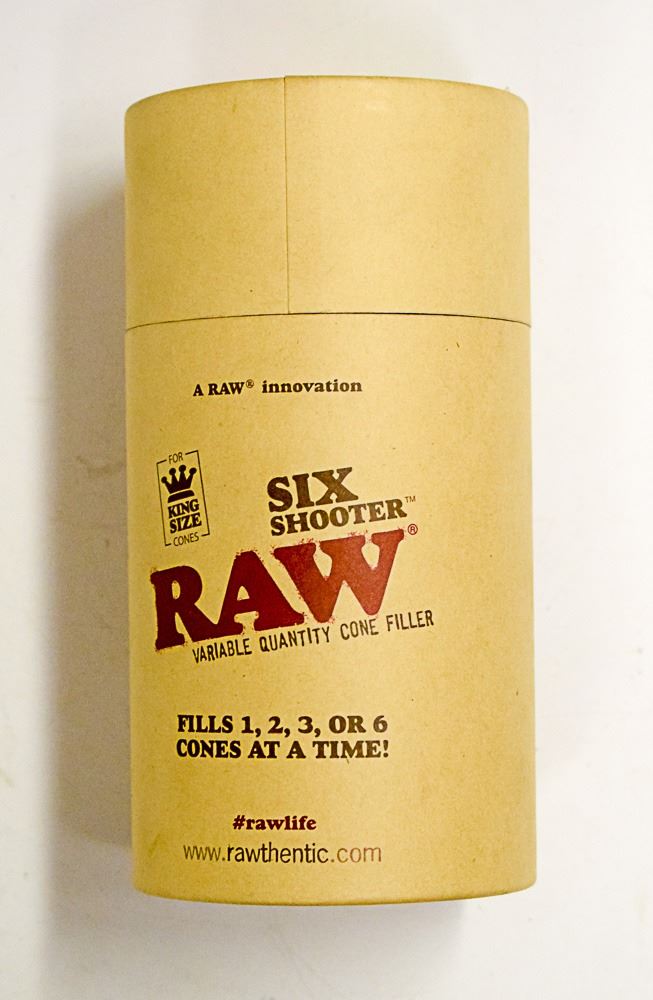 A RAW® innovation
FOR
KING
SIZE
CONES
SIX
SHOOTER™
RAW®
VARIABLE QUANTITY CONE FILLER
FILLS 1, 2, 3, OR 6
CONES AT A TIME!
#rawlife
www.rawthentic.com